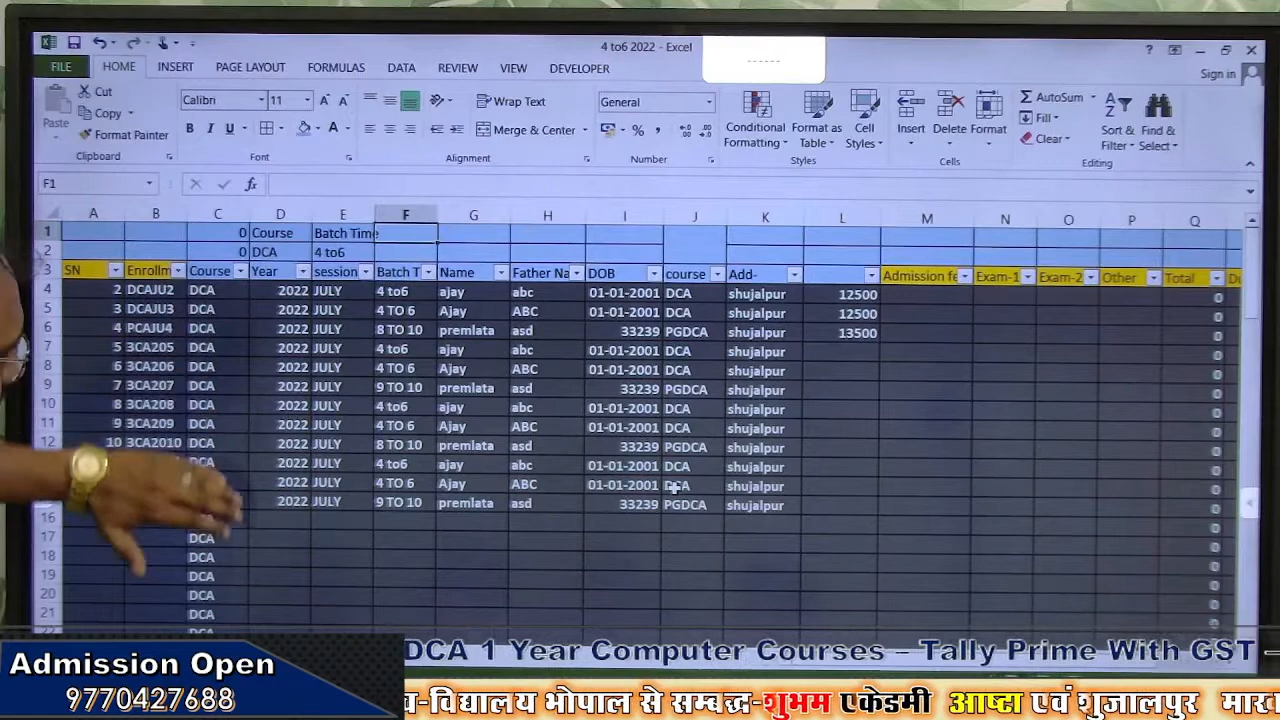 4 to6 2022 - Excel
Sign in
FILE HOME INSERT PAGE LAYOUT FORMULAS DATA REVIEW VIEW DEVELOPER
Paste Cut Copy Format Painter Clipboard
Calibri 11 B I U Font
Wrap Text Merge & Center Alignment
General % , Number
Conditional Formatting Format as Table Cell Styles Styles
Insert Delete Format Cells
AutoSum Fill Clear Sort & Filter Find & Select Editing
F1 fx
A B C D E F G H I J K L M N O P Q
1 0 Course Batch Time
2 0 DCA 4 to6
3 SN Enrollm Course Year session Batch T Name Father Na DOB course Add- Admission fe Exam-1 Exam-2 Other Total
4 2 DCAJU2 DCA 2022 JULY 4 to6 ajay abc 01-01-2001 DCA shujalpur 12500 0
5 3 DCAJU3 DCA 2022 JULY 4 TO 6 Ajay ABC 01-01-2001 DCA shujalpur 12500 0
6 4 PCAJU4 DCA 2022 JULY 8 TO 10 premlata asd 33239 PGDCA shujalpur 13500 0
7 5 3CA205 DCA 2022 JULY 4 to6 ajay abc 01-01-2001 DCA shujalpur 0
8 6 3CA206 DCA 2022 JULY 4 TO 6 Ajay ABC 01-01-2001 DCA shujalpur 0
9 7 3CA207 DCA 2022 JULY 9 TO 10 premlata asd 33239 PGDCA shujalpur 0
10 8 3CA208 DCA 2022 JULY 4 to6 ajay abc 01-01-2001 DCA shujalpur 0
11 9 3CA209 DCA 2022 JULY 4 TO 6 Ajay ABC 01-01-2001 DCA shujalpur 0
12 10 3CA2010 DCA 2022 JULY 8 TO 10 premlata asd 33239 PGDCA shujalpur 0
DCA 2022 JULY 4 to6 ajay abc 01-01-2001 DCA shujalpur 0
2022 JULY 4 TO 6 Ajay ABC 01-01-2001 DCA shujalpur 0
2022 JULY 9 TO 10 premlata asd 33239 PGDCA shujalpur 0
16 0
17 DCA 0
18 DCA 0
19 DCA 0
20 DCA 0
21 DCA 0
Admission Open
9770427688
DCA 1 Year Computer Courses – Tally Prime With GST –
विद्यालय भोपाल से सम्बद्ध-शुभम एकेडमी आष्टा एवं शुजालपुर